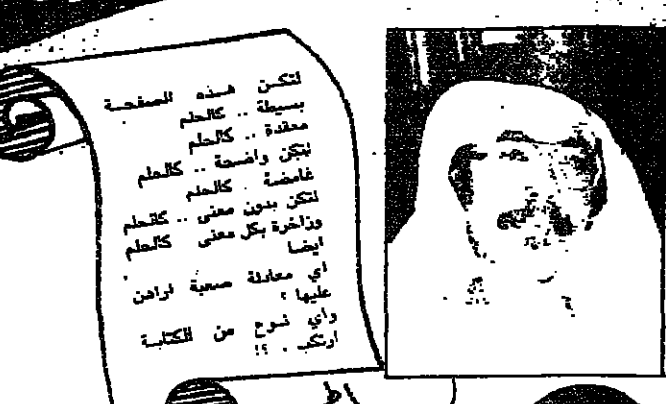 لتكن هذه الصفحة
بسيطة .. كالحلم
معقدة .. كالحلم
لتكن واضحة .. كالحلم
غامضة . كالحلم
لتكن بدون معنى .. كالحلم
وزاخرة بكل معنى كالحلم
ايضا
اي معادلة صعبة اراهن
عليها ؟
واي نوع من الكتابة
ارتكب . ؟!